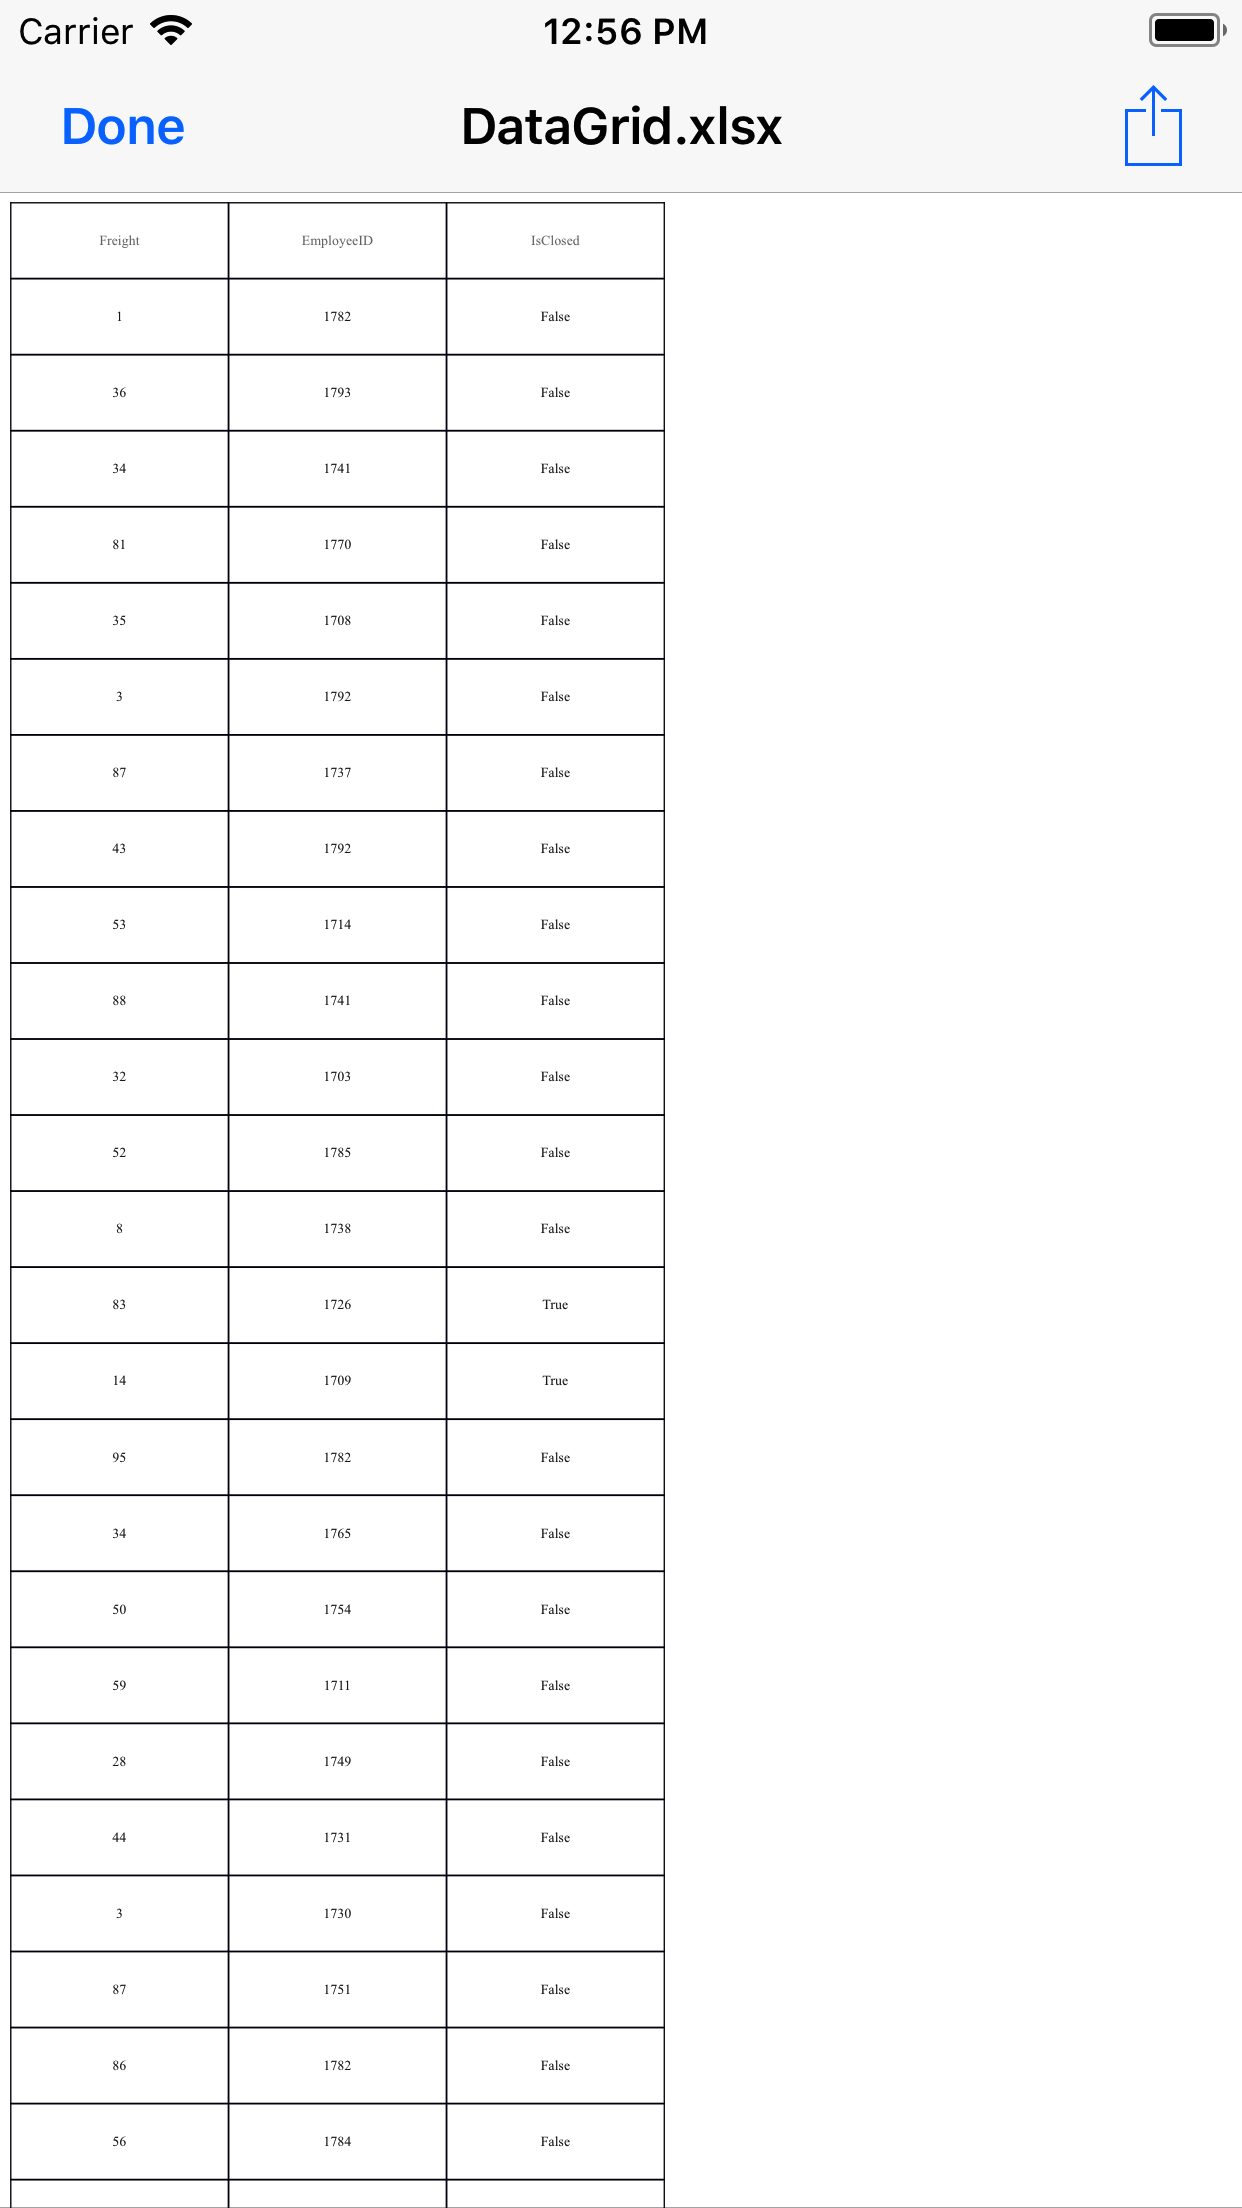 Carrier 12:56 PM
Done DataGrid.xlsx
Freight EmployeeID IsClosed
1 1782 False
36 1793 False
34 1741 False
81 1770 False
35 1708 False
3 1792 False
87 1737 False
43 1792 False
53 1714 False
88 1741 False
32 1703 False
52 1785 False
8 1738 False
83 1726 True
14 1709 True
95 1782 False
34 1765 False
50 1754 False
59 1711 False
28 1749 False
44 1731 False
3 1730 False
87 1751 False
86 1782 False
56 1784 False